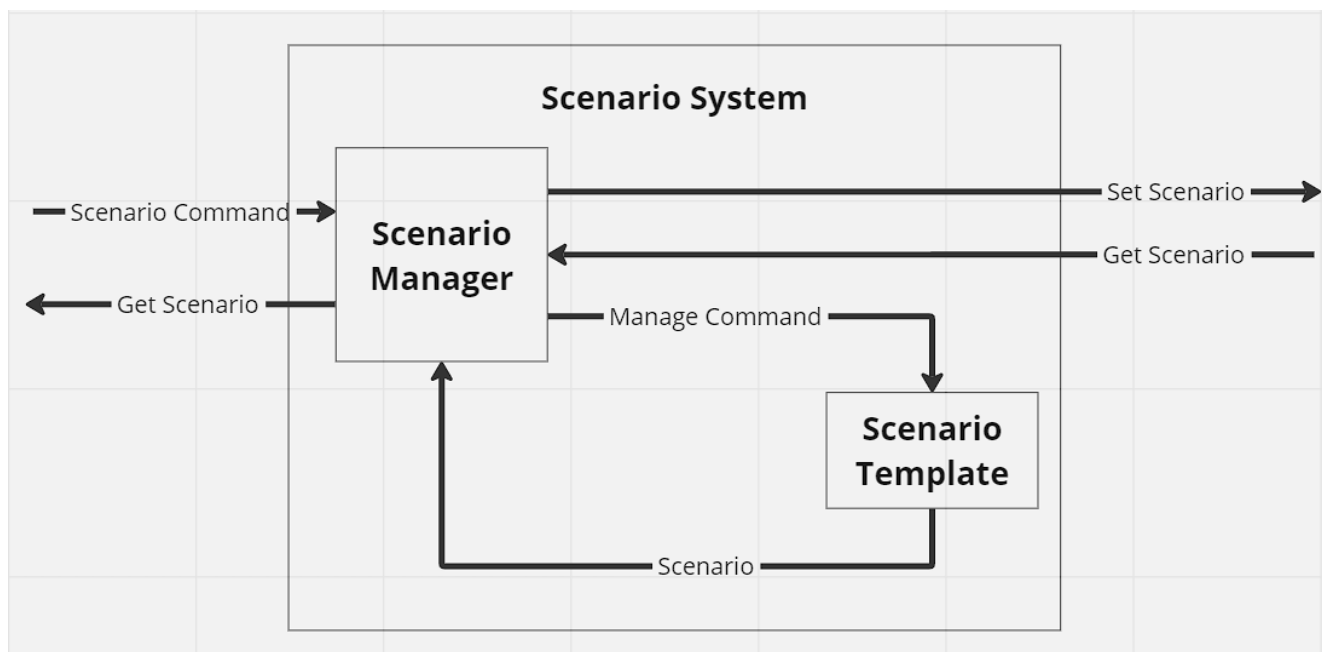 Scenario System
Scenario Command
Set Scenario
Scenario
Manager
Get Scenario
Get Scenario
Manage Command
Scenario
Template
Scenario